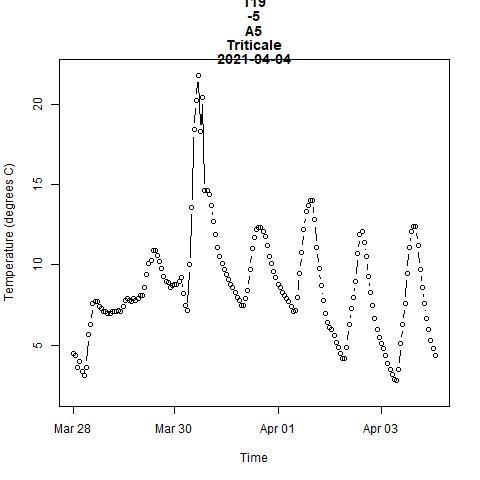 T19
-5
A5
Triticale
2021-04-04
Temperature (degrees C)
20
15
10
5
Mar 28
Mar 30
Apr 01
Apr 03
Time